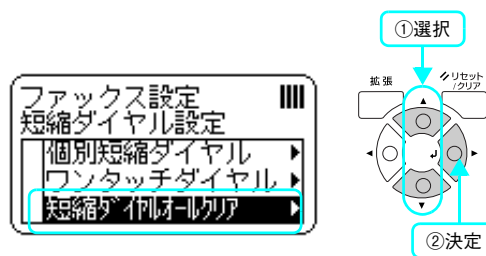 ファックス設定
短縮ダイヤル設定
個別短縮ダイヤル
ワンタッチダイヤル
短縮ﾀﾞｲﾔﾙｵｰﾙｸﾘｱ
①選択
拡張
リセット
/クリア
②決定